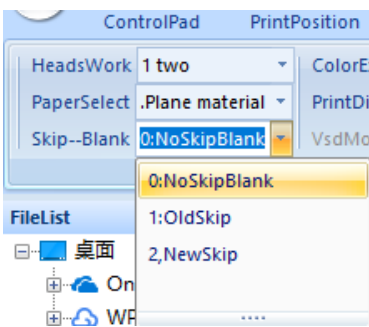 ControlPad PrintPosition
HeadsWork 1 two ColorE
PaperSelect .Plane material PrintDi
Skip--Blank 0:NoSkipBlank VsdMo
0:NoSkipBlank
1:OldSkip
2,NewSkip
FileList
桌面
On
WP